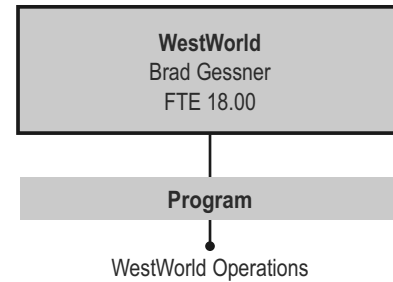 WestWorld
Brad Gessner
FTE 18.00
Program
WestWorld Operations